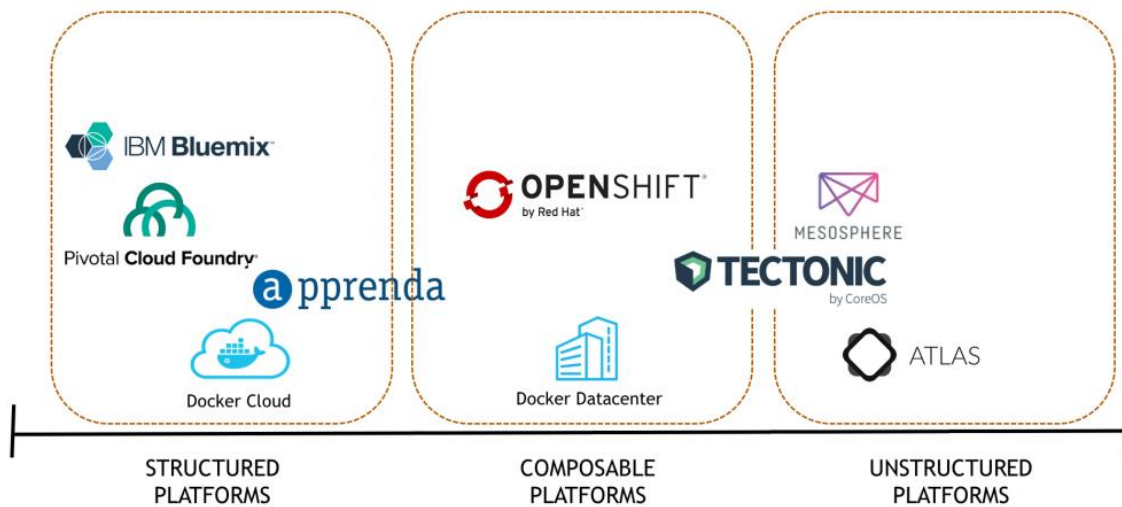 IBM Bluemix™
Pivotal Cloud Foundry®
apprenda
Docker Cloud
OPENSHIFT®
by Red Hat®
Docker Datacenter
MESOSPHERE
TECTONIC
by CoreOS
ATLAS
STRUCTURED
PLATFORMS
COMPOSABLE
PLATFORMS
UNSTRUCTURED
PLATFORMS